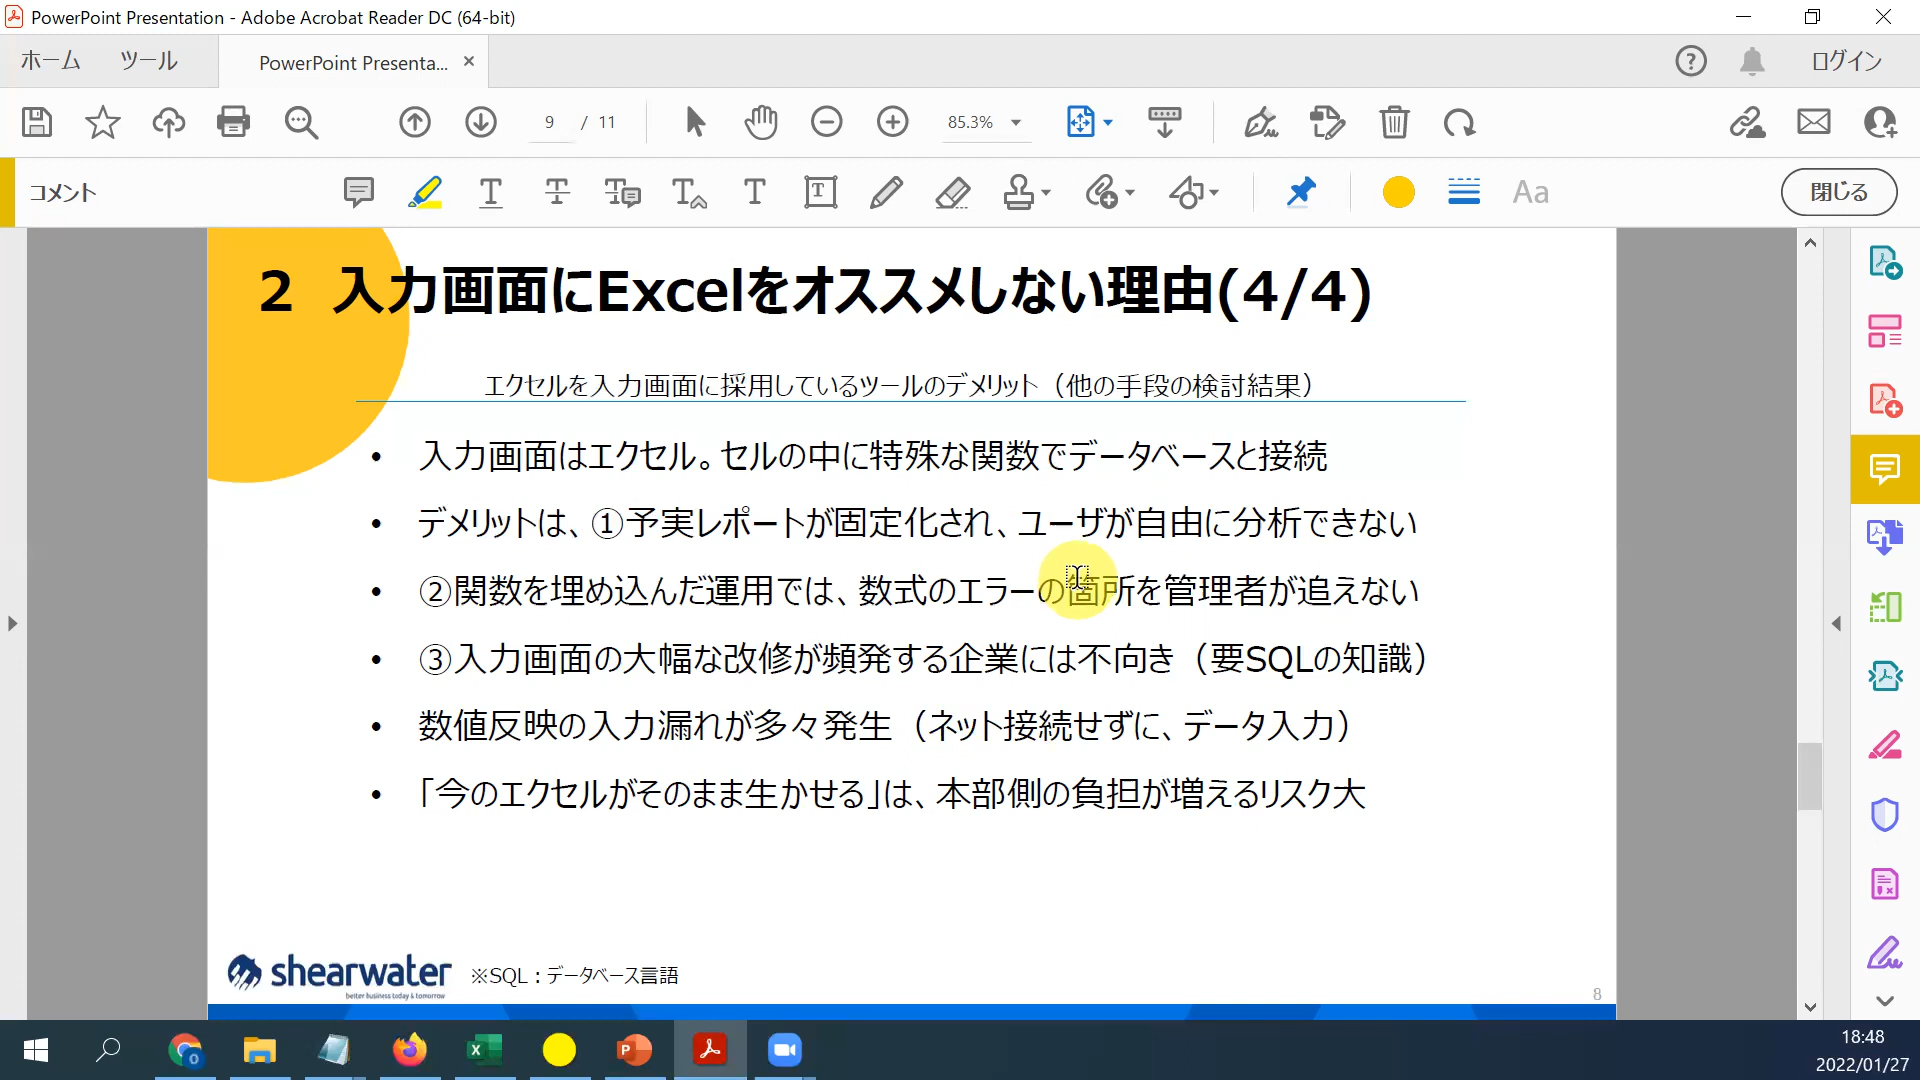 PowerPoint Presentation - Adobe Acrobat Reader DC (64-bit)
ホーム ツール PowerPoint Presenta... × ログイン
9 / 11 85.3%
コメント Aa 閉じる
2 入力画面にExcelをオススメしない理由(4/4)
エクセルを入力画面に採用しているツールのデメリット（他の手段の検討結果）
• 入力画面はエクセル。セルの中に特殊な関数でデータベースと接続
• デメリットは、①予実レポートが固定化され、ユーザが自由に分析できない
• ②関数を埋め込んだ運用では、数式のエラーの箇所を管理者が追えない
• ③入力画面の大幅な改修が頻発する企業には不向き（要SQLの知識）
• 数値反映の入力漏れが多々発生（ネット接続せずに、データ入力）
• 「今のエクセルがそのまま生かせる」は、本部側の負担が増えるリスク大
shearwater
better business today & tomorrow
※SQL：データベース言語
8
18:48
2022/01/27